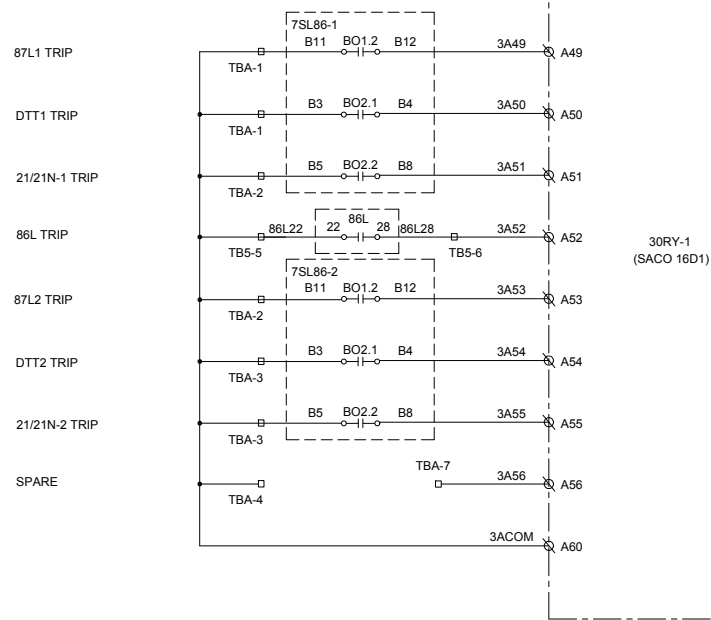 7SL86-1
87L1 TRIP
B11 BO1.2 B12 3A49 A49
TBA-1
DTT1 TRIP
B3 BO2.1 B4 3A50 A50
TBA-1
21/21N-1 TRIP
B5 BO2.2 B8 3A51 A51
TBA-2
86L TRIP
86L22 22 86L 28 86L28 3A52 A52
TB5-5 TB5-6
30RY-1
(SACO 16D1)
7SL86-2
87L2 TRIP
B11 BO1.2 B12 3A53 A53
TBA-2
DTT2 TRIP
B3 BO2.1 B4 3A54 A54
TBA-3
21/21N-2 TRIP
B5 BO2.2 B8 3A55 A55
TBA-3
SPARE
TBA-7 3A56 A56
TBA-4
3ACOM A60